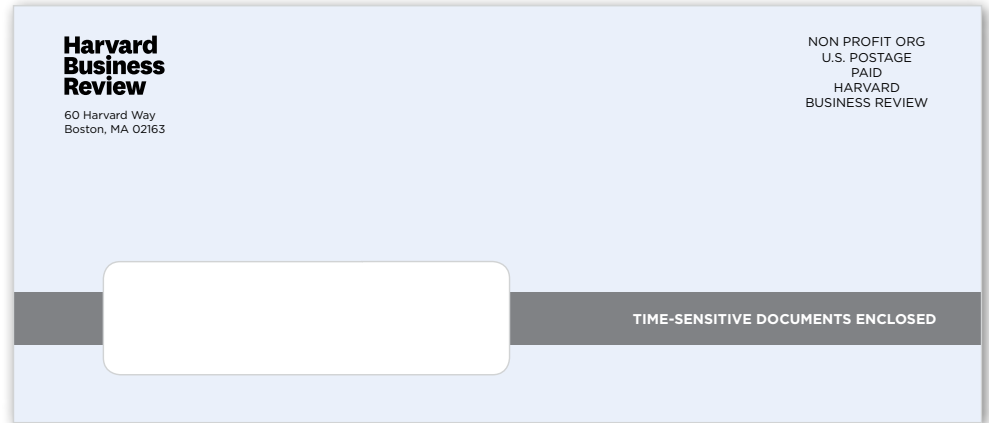 Harvard
Business
Review
60 Harvard Way
Boston, MA 02163
NON PROFIT ORG
U.S. POSTAGE
PAID
HARVARD
BUSINESS REVIEW
TIME-SENSITIVE DOCUMENTS ENCLOSED